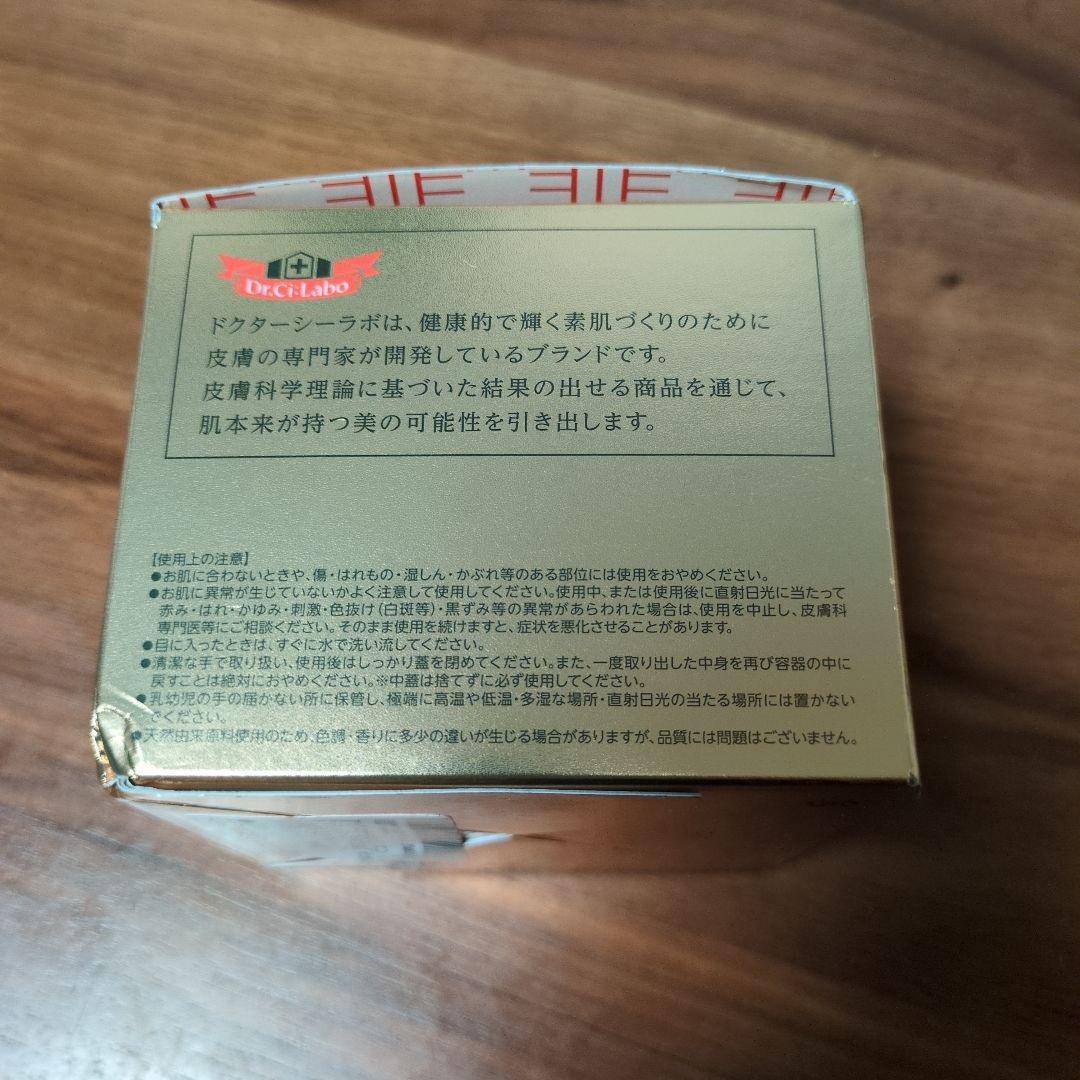 Dr.Ci:Labo
ドクターシーラボは、健康的で輝く素肌づくりのために
皮膚の専門家が開発しているブランドです。
皮膚科学理論に基づいた結果の出せる商品を通じて、
肌本来が持つ美の可能性を引き出します。
【使用上の注意】
●お肌に合わないときや、傷・はれもの・湿しん・かぶれ等のある部位には使用をおやめください。
●お肌に異常が生じていないかよく注意して使用してください。使用中、または使用後に直射日光に当たって
赤み・はれ・かゆみ・刺激・色抜け(白斑等)・黒ずみ等の異常があらわれた場合は、使用を中止し、皮膚科
専門医等にご相談ください。そのまま使用を続けますと、症状を悪化させることがあります。
●目に入ったときは、すぐに水で洗い流してください。
●清潔な手で取り扱い、使用後はしっかり蓋を閉めてください。また、一度取り出した中身を再び容器の中に
戻すことは絶対におやめください。※中蓋は捨てずに必ず使用してください。
●乳幼児の手の届かない所に保管し、極端に高温や低温・多湿な場所・直射日光の当たる場所には置かない
でください。
●天然由来原料使用のため、色調・香りに多少の違いが生じる場合がありますが、品質には問題はございません。